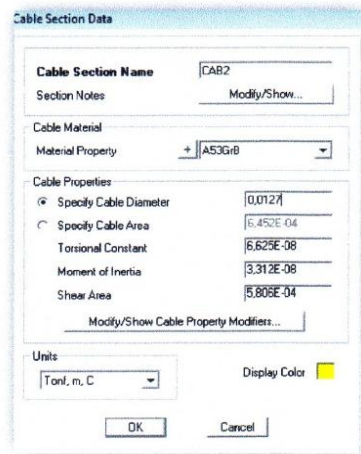 Cable Section Data
Cable Section Name CAB2
Section Notes Modify/Show...
Cable Material
Material Property + A53GrB
Cable Properties
Specify Cable Diameter 0,0127
Specify Cable Area 6,452E-04
Torsional Constant 6,625E-08
Moment of Inertia 3,312E-08
Shear Area 5,806E-04
Modify/Show Cable Property Modifiers...
Units
Tonf, m, C
Display Color
OK Cancel